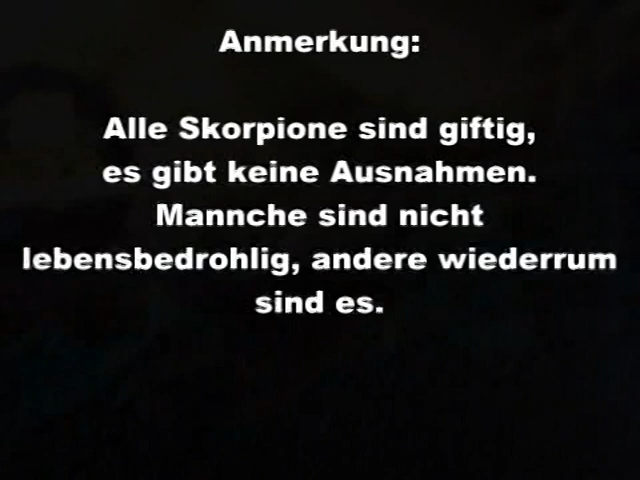 Anmerkung:
Alle Skorpione sind giftig,
es gibt keine Ausnahmen.
Mannche sind nicht
lebensbedrohlig, andere wiederrum
sind es.